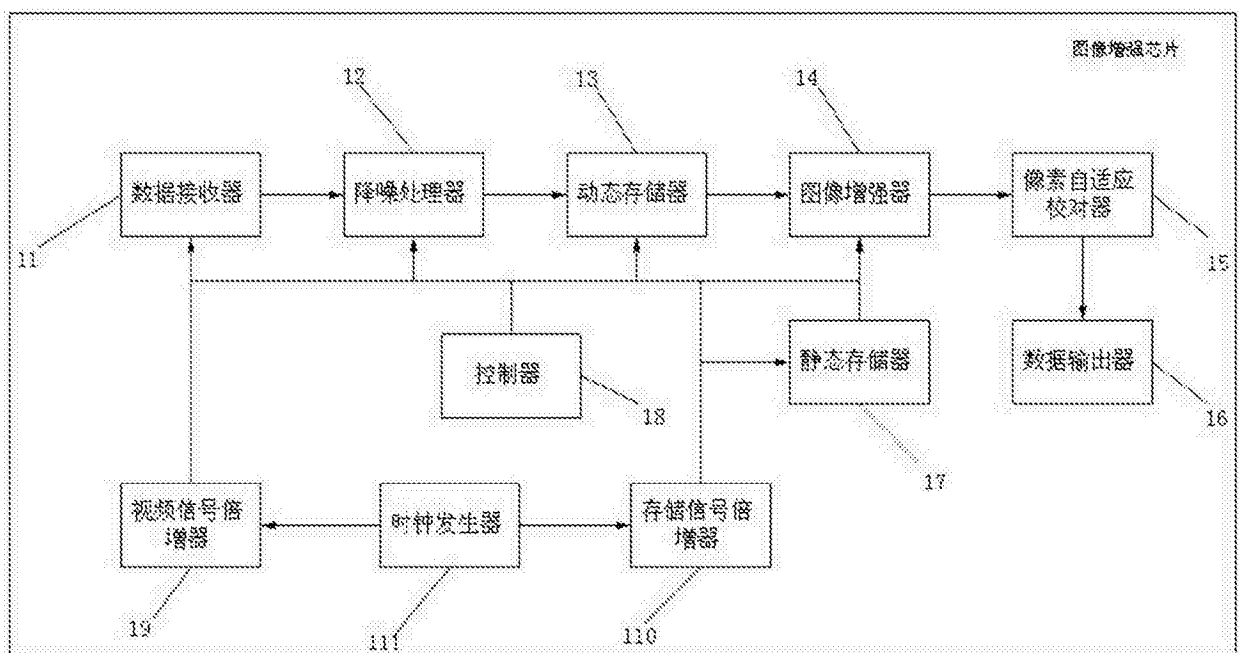 图像增强芯片
12
13
14
数据接收器
降噪处理器
动态存储器
图像增强器
像素自适应
校对器
11
15
控制器
静态存储器
数据输出器
18
16
17
视频信号倍
增器
时钟发生器
存储信号倍
增器
19
111
110